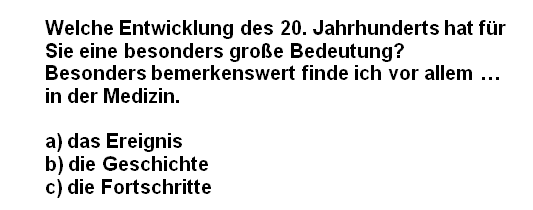 Welche Entwicklung des 20. Jahrhunderts hat für
Sie eine besonders große Bedeutung?
Besonders bemerkenswert finde ich vor allem …
in der Medizin.
a) das Ereignis
b) die Geschichte
c) die Fortschritte